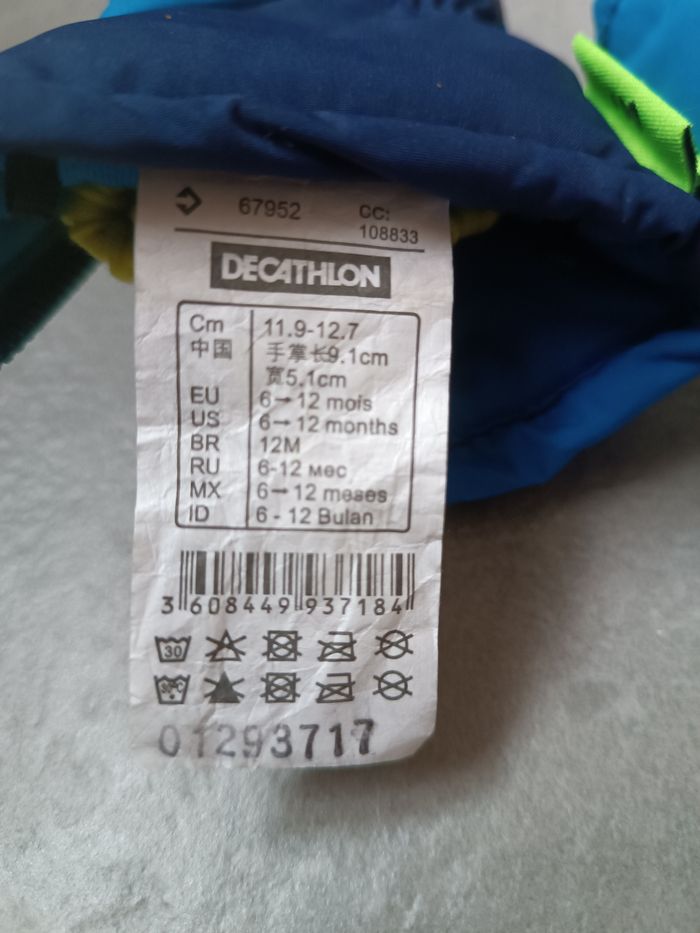 67952 CC:
108833
DECATHLON
Cm 11.9-12.7
中国 手掌长9.1cm
宽5.1cm
EU 6→12 mois
US 6→12 months
BR 12M
RU 6-12 мес
MX 6→12 meses
ID 6 - 12 Bulan
3 608449 937184
30
30°C
01293717